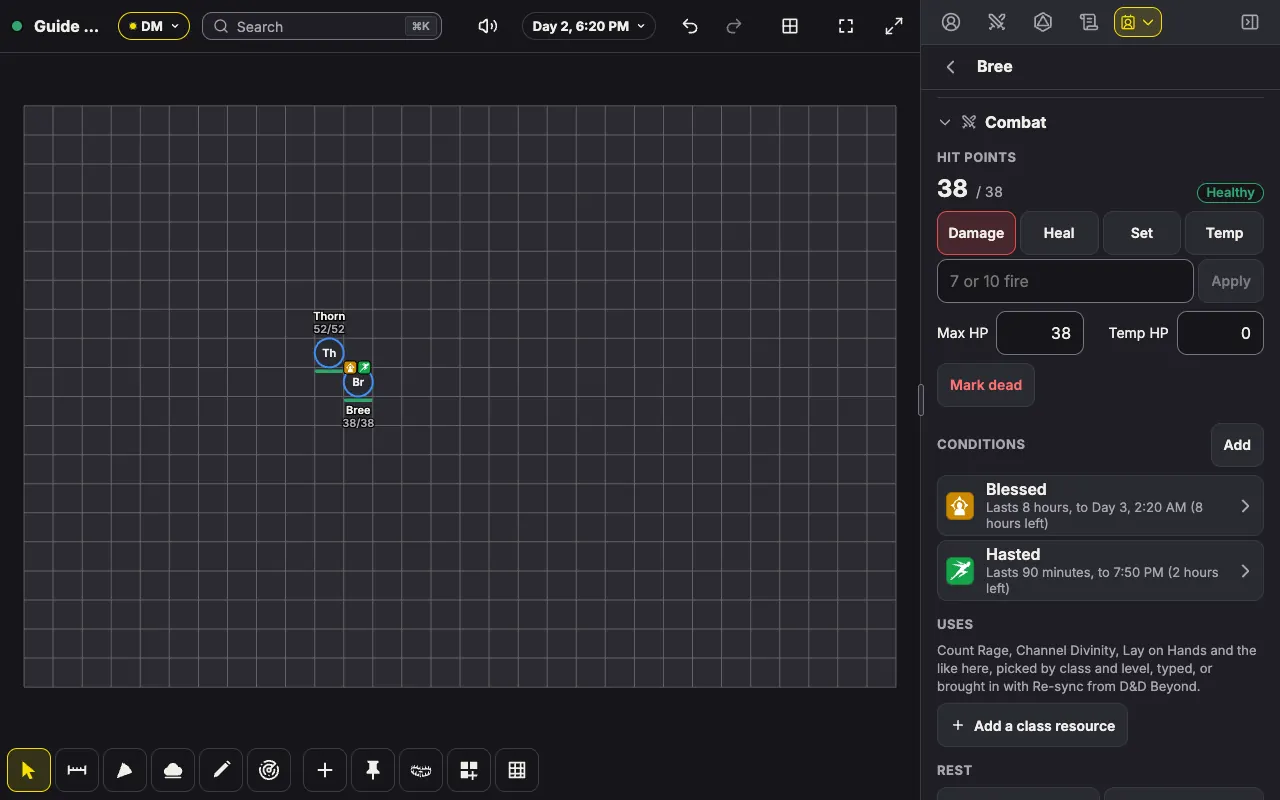 Guide ...
DM
Search
⌘K
Day 2, 6:20 PM
Bree
Combat
HIT POINTS
38 / 38
Healthy
Damage
Heal
Set
Temp
7 or 10 fire
Apply
Max HP
38
Temp HP
0
Mark dead
CONDITIONS
Add
Blessed
Lasts 8 hours, to Day 3, 2:20 AM (8
hours left)
Hasted
Lasts 90 minutes, to 7:50 PM (2 hours
left)
USES
Count Rage, Channel Divinity, Lay on Hands and the
like here, picked by class and level, typed, or
brought in with Re-sync from D&D Beyond.
+ Add a class resource
REST
Thorn
52/52
Th
Br
Bree
38/38